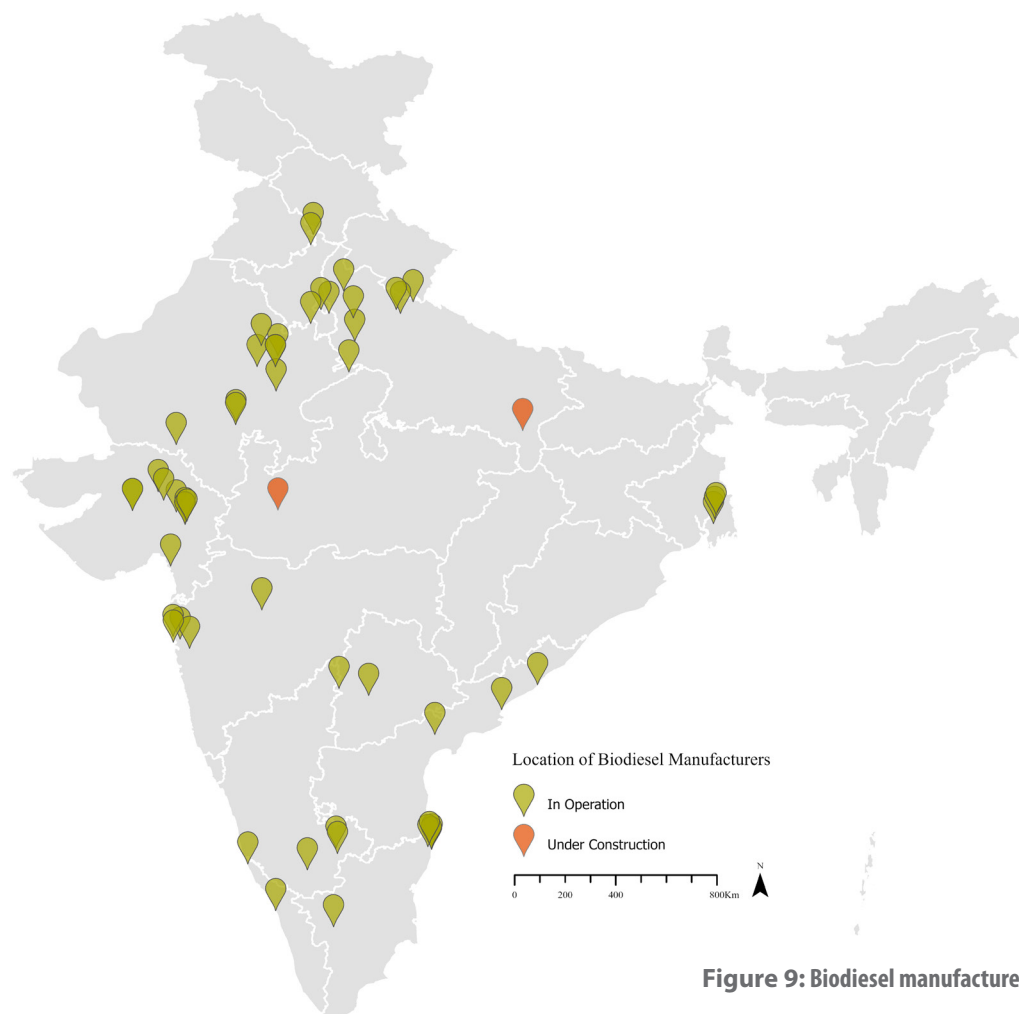 Location of Biodiesel Manufacturers
In Operation
Under Construction
N
0 200 400 800Km
Figure 9: Biodiesel manufacture